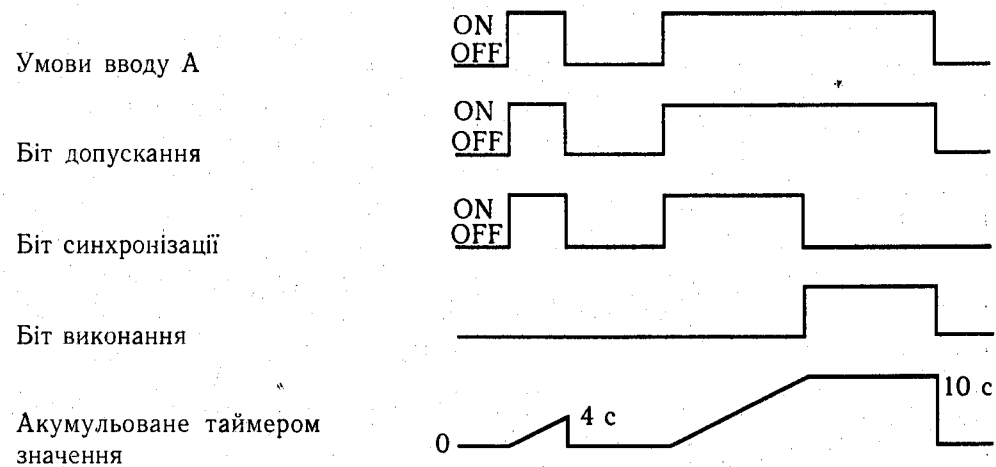 ON
OFF
Умови вводу А
ON
OFF
Біт допускання
ON
OFF
Біт синхронізації
Біт виконання
10 с
4 с
Акумульоване таймером
0
значення